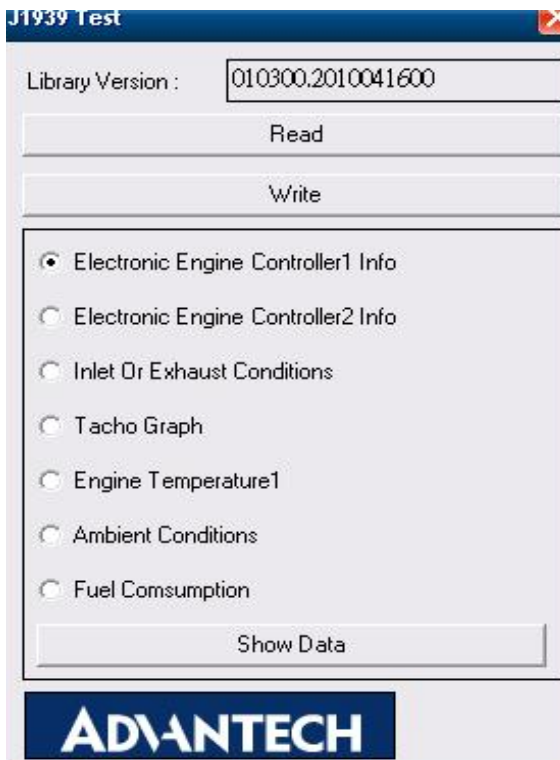 J1939 Test
Library Version : 010300.2010041600
Read
Write
Electronic Engine Controller1 Info
Electronic Engine Controller2 Info
Inlet Or Exhaust Conditions
Tacho Graph
Engine Temperature1
Ambient Conditions
Fuel Comsumption
Show Data
ADVANTECH